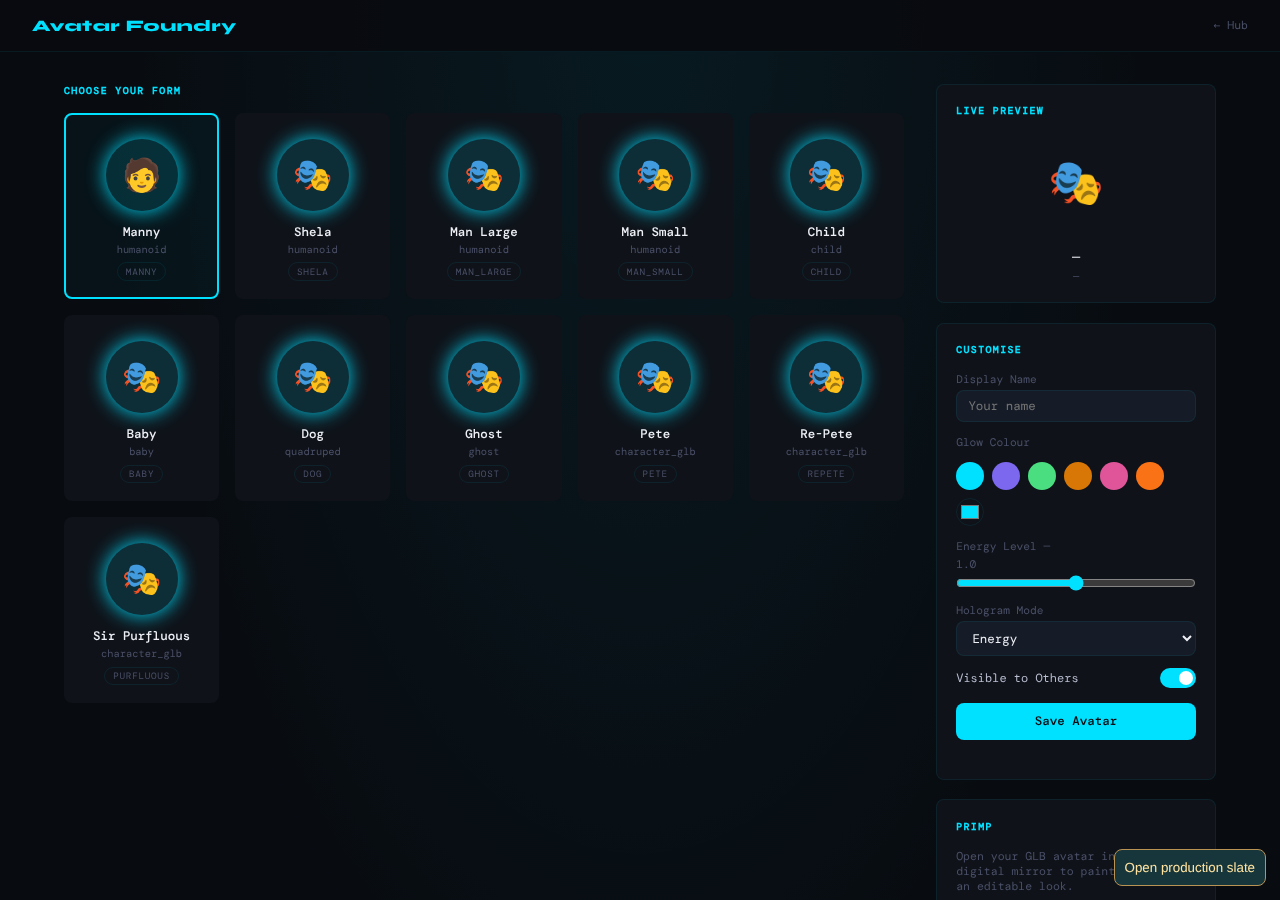 Avatar Foundry
← Hub
CHOOSE YOUR FORM
Manny
humanoid
MANNY
Shela
humanoid
SHELA
Man Large
humanoid
MAN_LARGE
Man Small
humanoid
MAN_SMALL
Child
child
CHILD
Baby
baby
BABY
Dog
quadruped
DOG
Ghost
ghost
GHOST
Pete
character_glb
PETE
Re-Pete
character_glb
REPETE
Sir Purfluous
character_glb
PURFLUOUS
LIVE PREVIEW
—
—
CUSTOMISE
Display Name
Your name
Glow Colour
Energy Level —
1.0
Hologram Mode
Energy
Visible to Others
Save Avatar
PRIMP
Open your GLB avatar in
digital mirror to paint
an editable look.
Open production slate